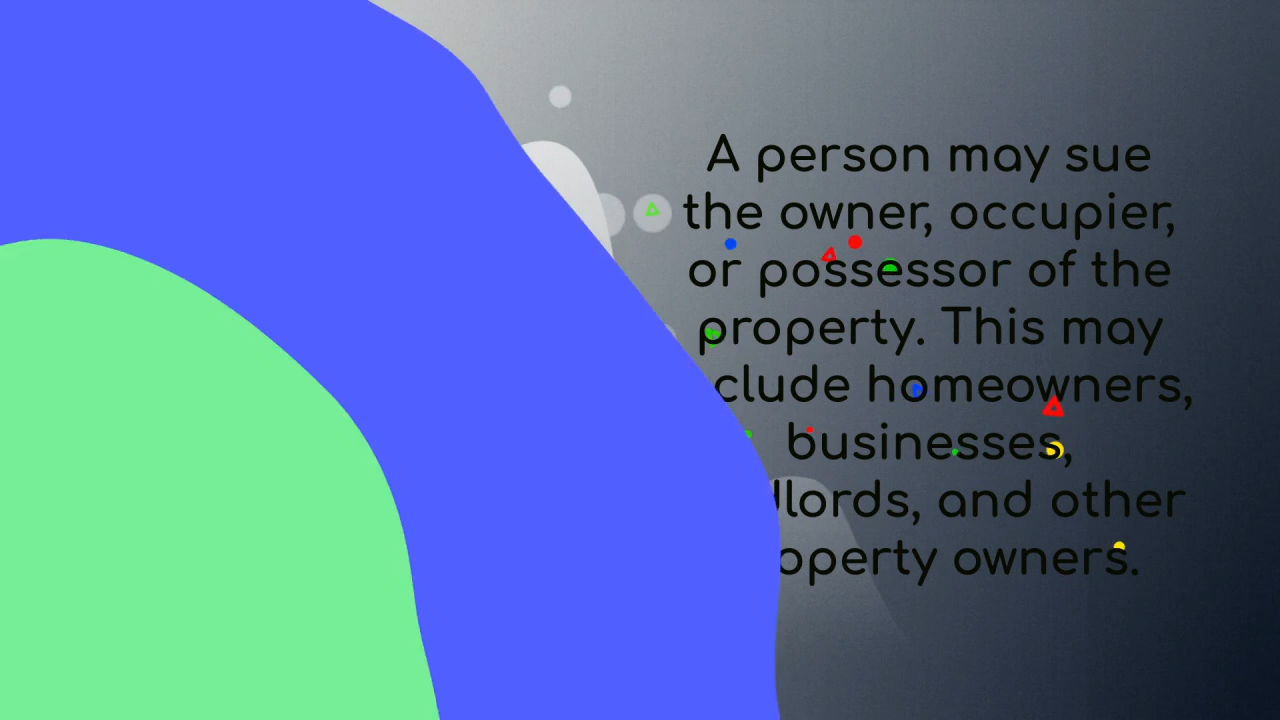 A person may sue
the owner, occupier,
or possessor of the
property. This may
clude homeowners,
businesses,
dlords, and other
operty owners.